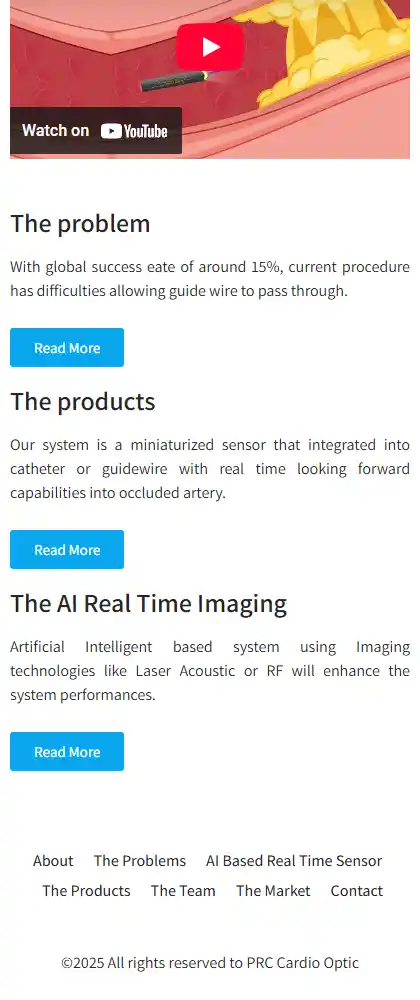 Watch on YouTube
The problem
With global success eate of around 15%, current procedure
has difficulties allowing guide wire to pass through.
Read More
The products
Our system is a miniaturized sensor that integrated into
catheter or guidewire with real time looking forward
capabilities into occluded artery.
Read More
The AI Real Time Imaging
Artificial Intelligent based system using Imaging
technologies like Laser Acoustic or RF will enhance the
system performances.
Read More
About The Problems AI Based Real Time Sensor
The Products The Team The Market Contact
©2025 All rights reserved to PRC Cardio Optic